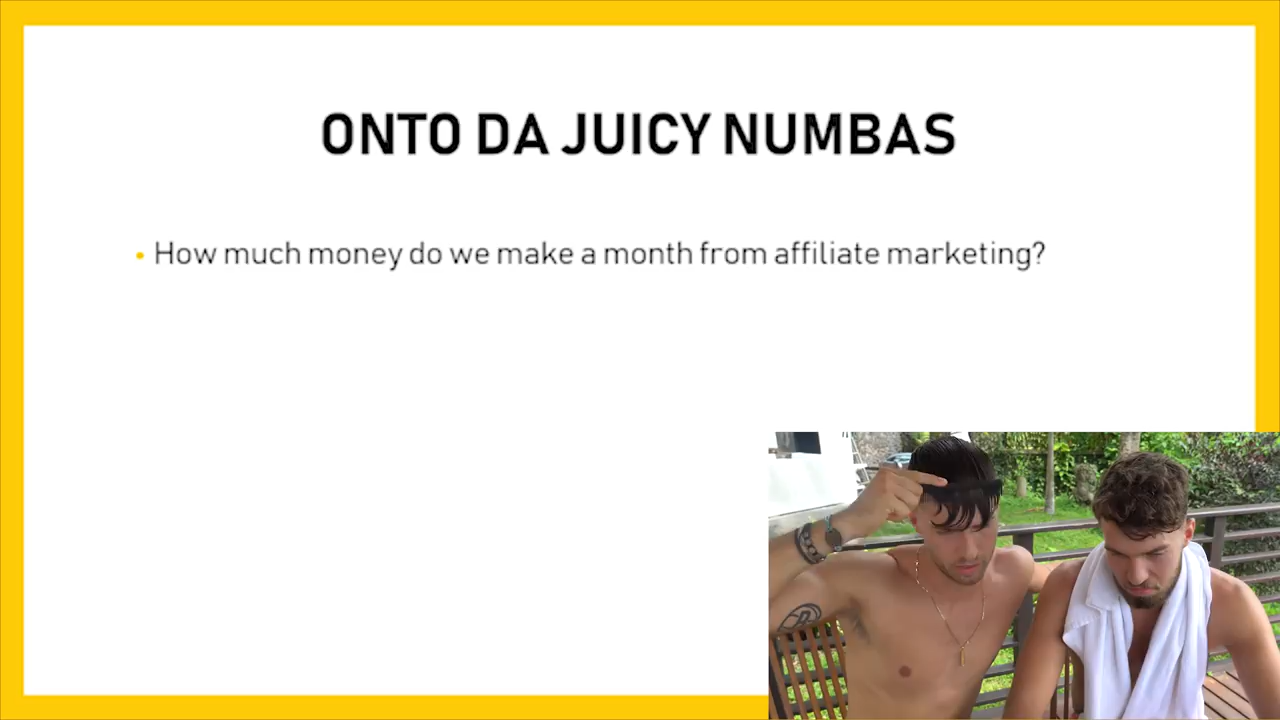 ONTO DA JUICY NUMBAS
• How much money do we make a month from affiliate marketing?